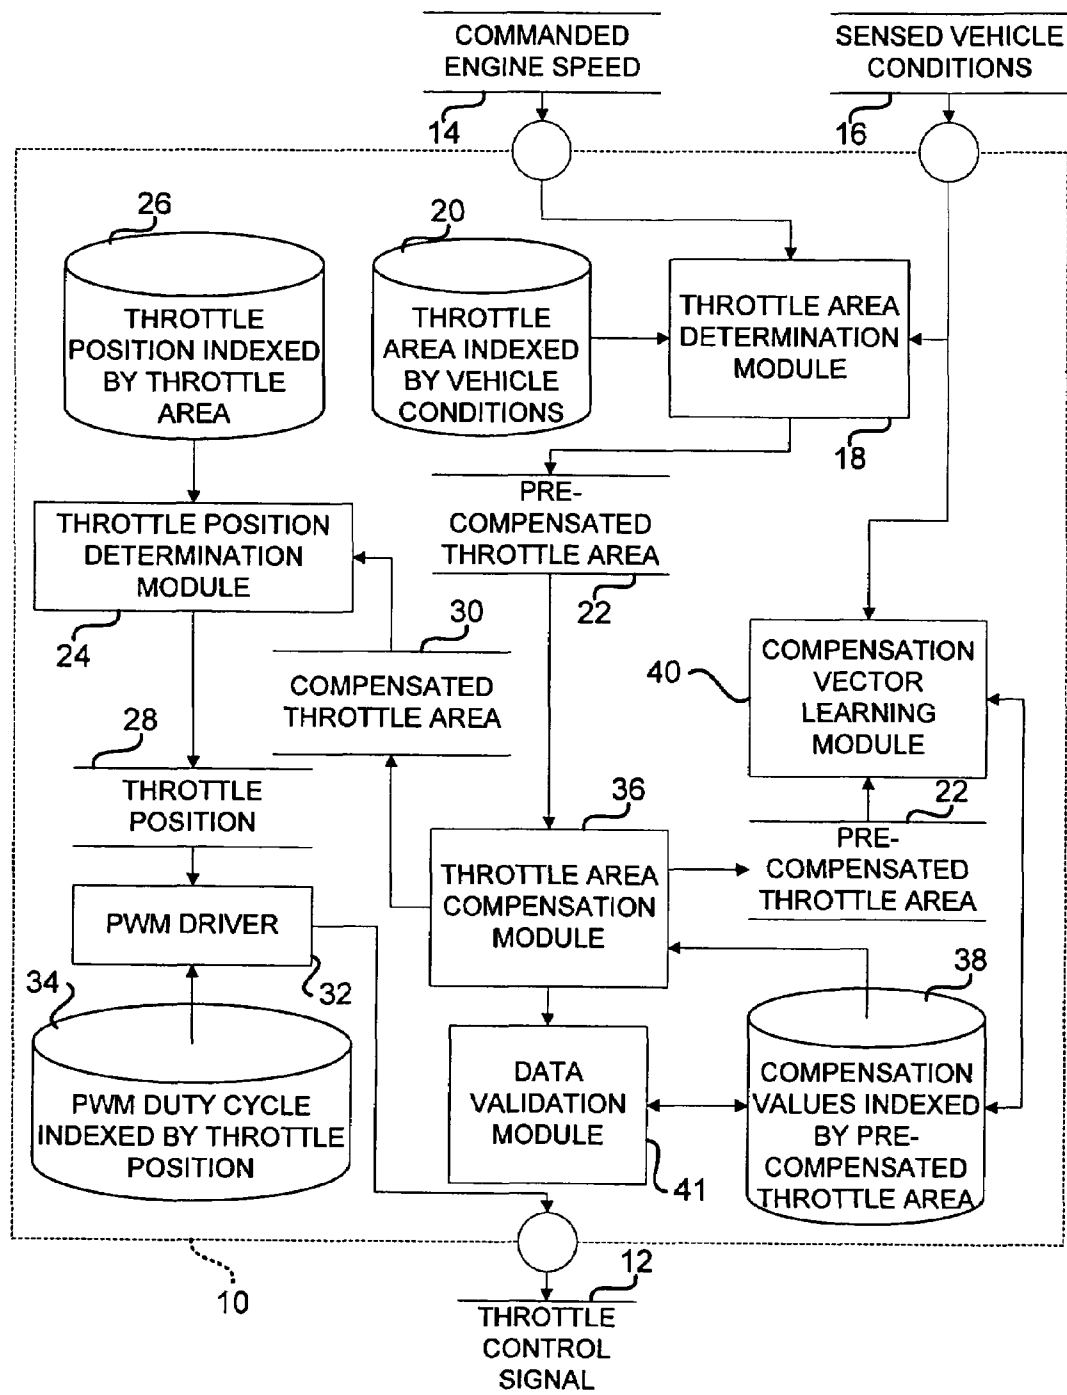 COMMANDED
ENGINE SPEED
14
SENSED VEHICLE
CONDITIONS
16
26
THROTTLE
POSITION INDEXED
BY THROTTLE
AREA
20
THROTTLE
AREA INDEXED
BY VEHICLE
CONDITIONS
THROTTLE AREA
DETERMINATION
MODULE
18
PRE-
COMPENSATED
THROTTLE AREA
22
THROTTLE POSITION
DETERMINATION
MODULE
24
30
COMPENSATED
THROTTLE AREA
40
COMPENSATION
VECTOR
LEARNING
MODULE
28
THROTTLE
POSITION
36
THROTTLE AREA
COMPENSATION
MODULE
22
PRE-
COMPENSATED
THROTTLE AREA
PWM DRIVER
32
34
PWM DUTY CYCLE
INDEXED BY THROTTLE
POSITION
DATA
VALIDATION
MODULE
41
38
COMPENSATION
VALUES INDEXED
BY PRE-
COMPENSATED
THROTTLE AREA
10
12
THROTTLE
CONTROL
SIGNAL